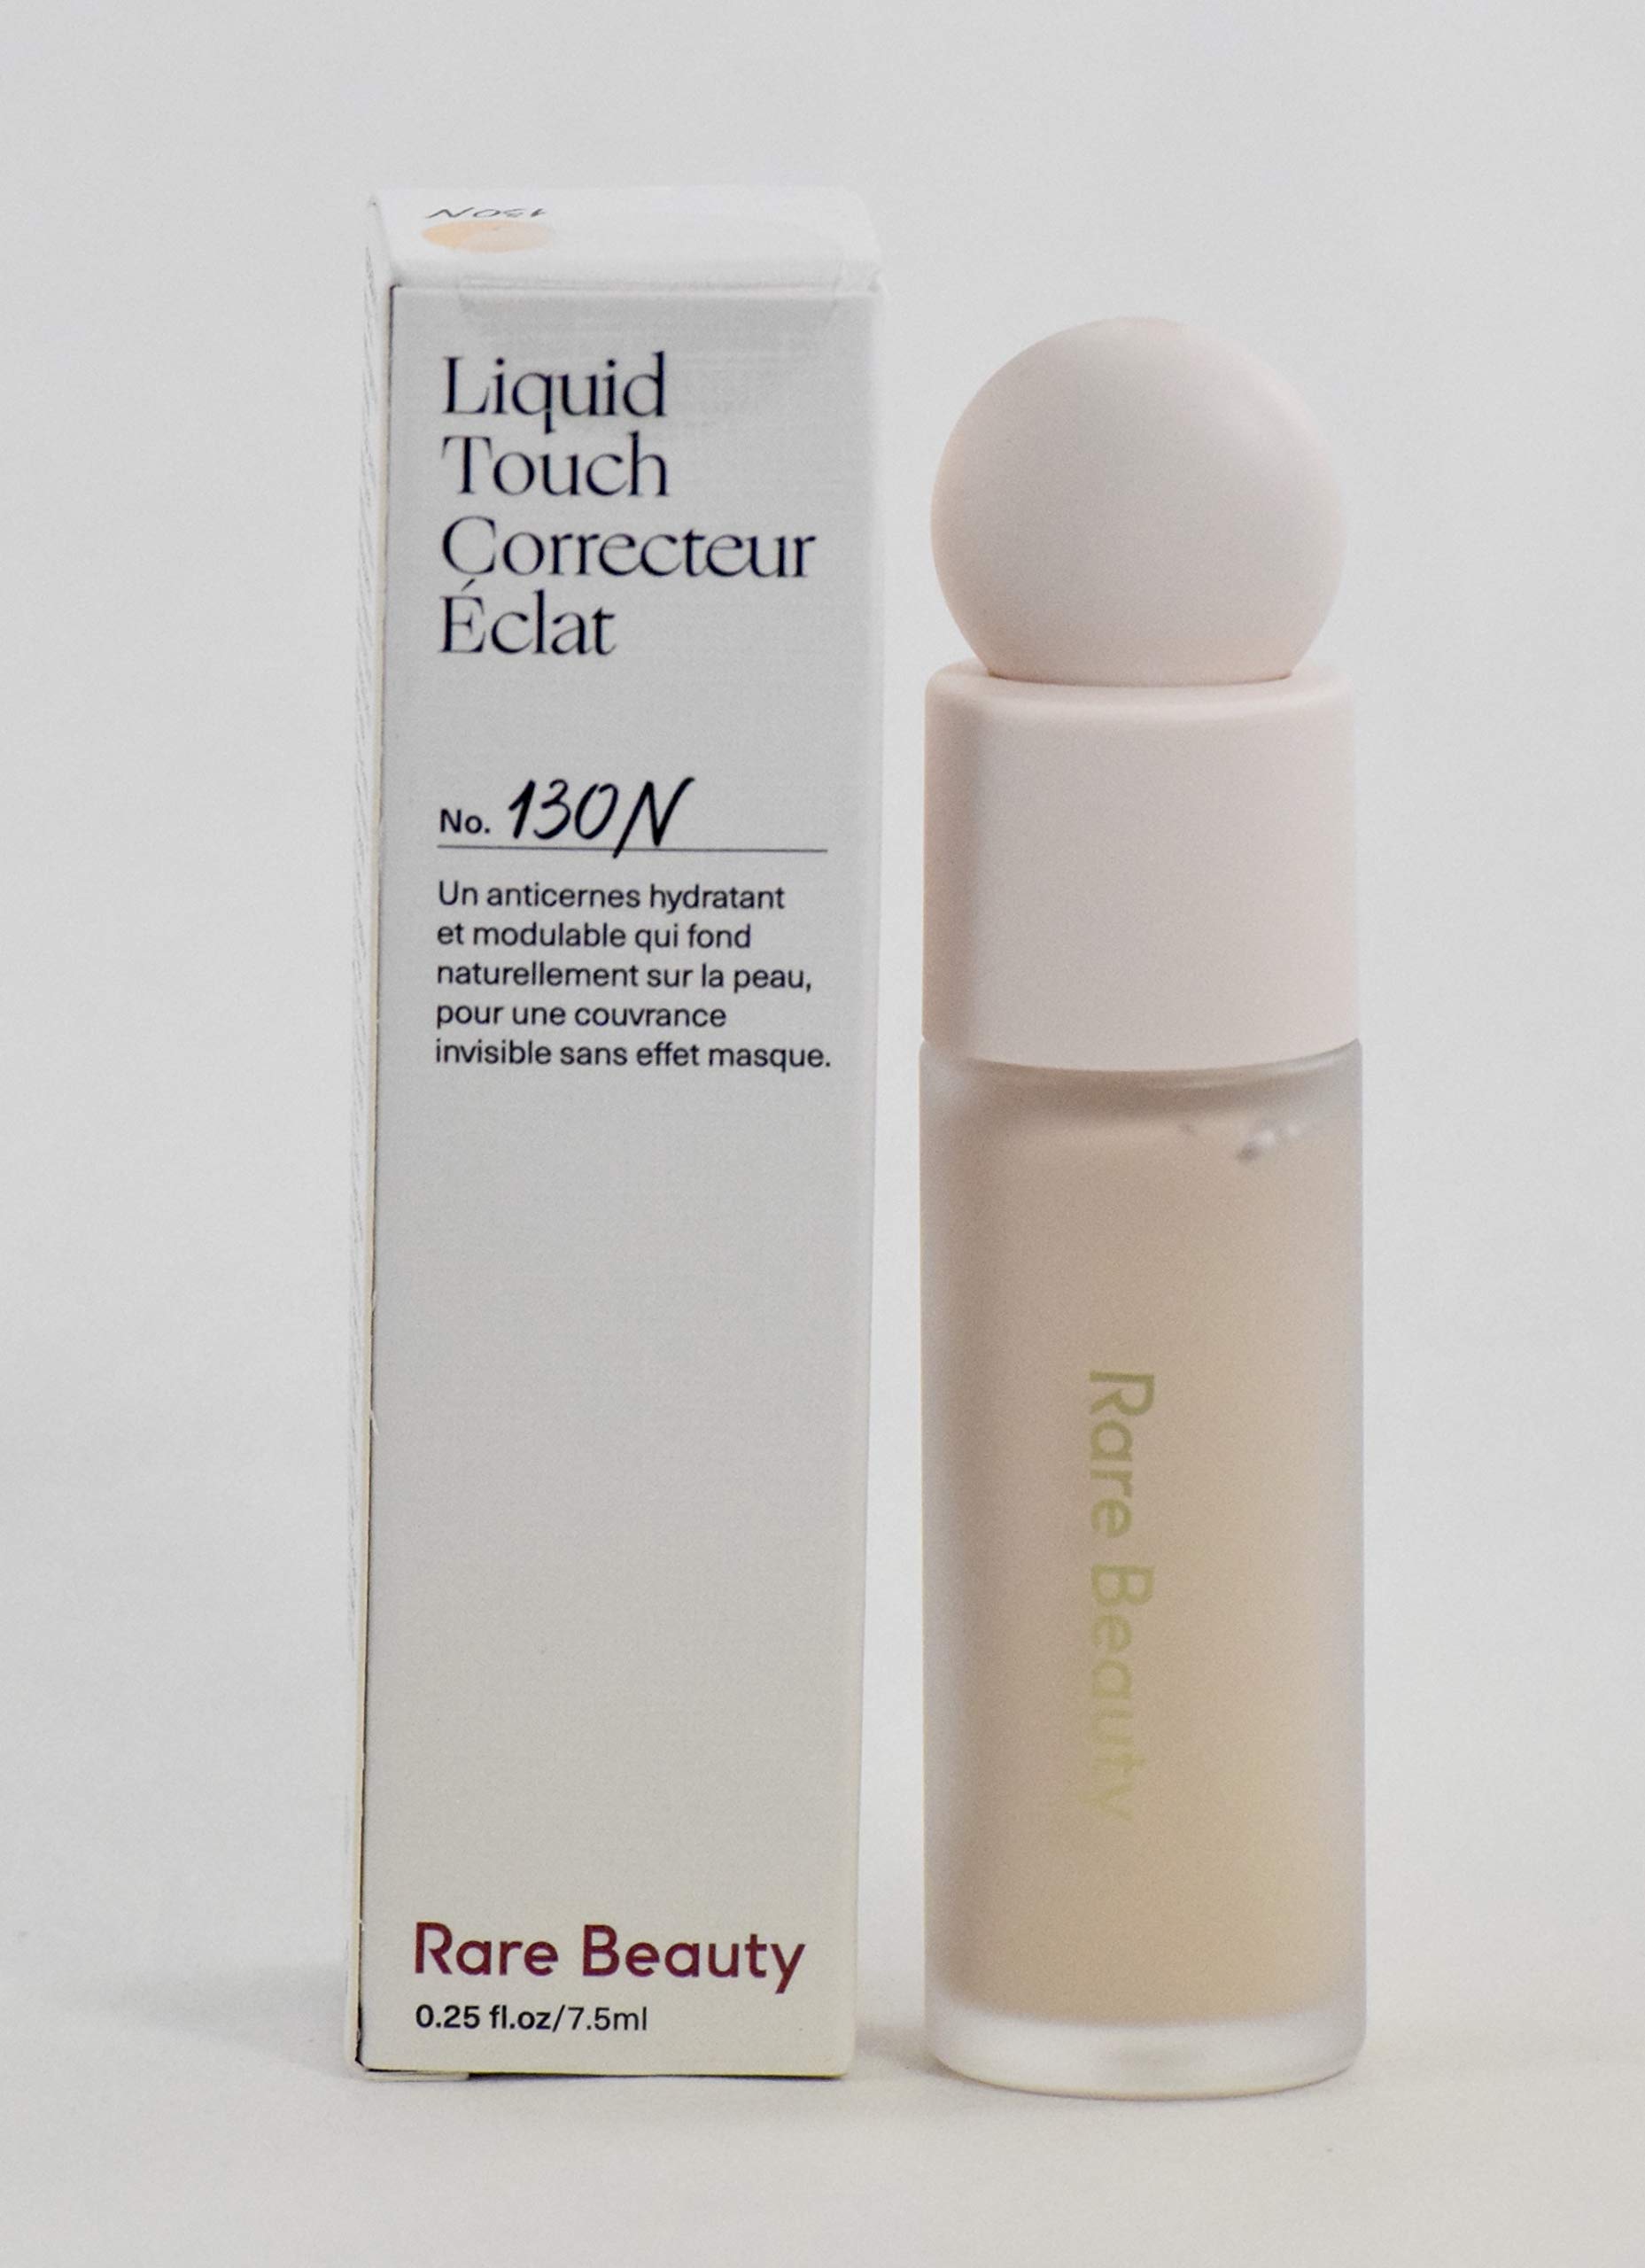 130N
Liquid
Touch
Correcteur
Éclat
No. 130N
Un anticernes hydratant
et modulable qui fond
naturellement sur la peau,
pour une couvrance
invisible sans effet masque.
Rare Beauty
0.25 fl.oz/7.5ml
Rare Beauty